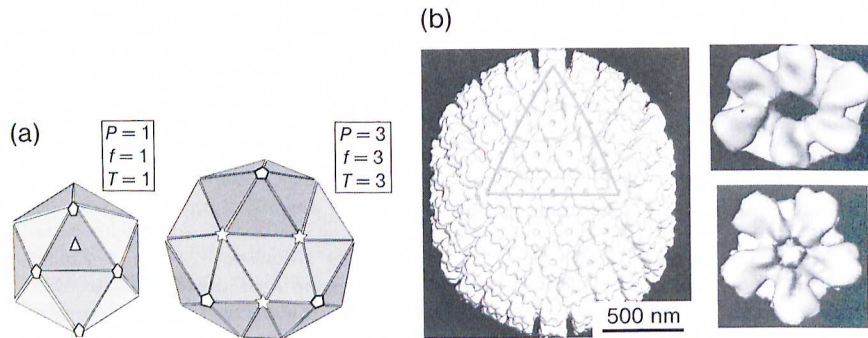 (a)
P = 1
f = 1
T = 1
P = 3
f = 3
T = 3
(b)
500 nm